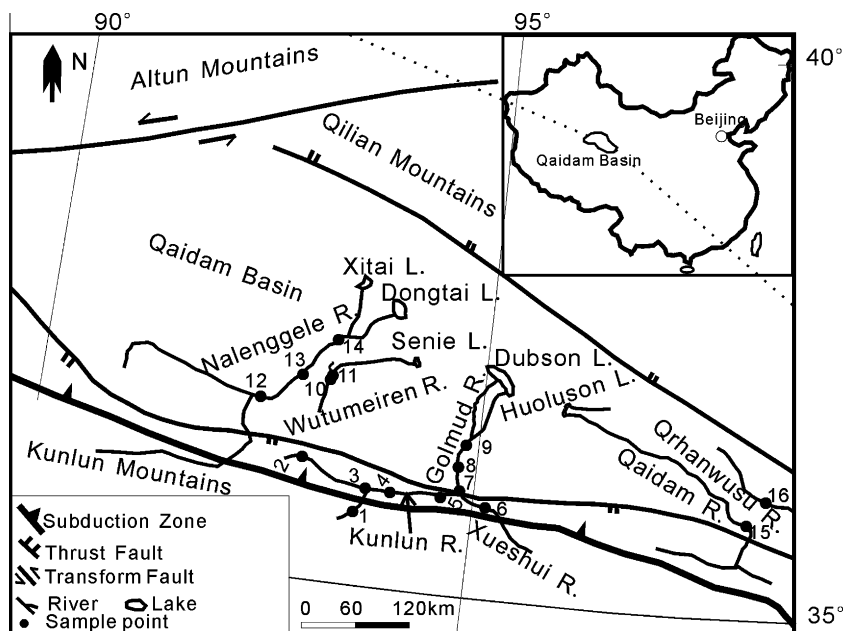 90°
95°
40°
N
Altun Mountains
Qilian Mountains
Beijing
Qaidam Basin
Qaidam Basin
Xitai L.
Dongtai L.
Nalenggele R.
14
Senie L.
13
10
11
12
Dubson L.
Wutumeiren R.
Huoluson L.
Golmud R.
9
Qrhanwusu R.
Kunlun Mountains
2
8
Qaidam R.
3
4
7
16
5
6
15
1
Kunlun R.
Xueshui R.
Subduction Zone
Thrust Fault
Transform Fault
River
Lake
Sample point
0 60 120km
35°